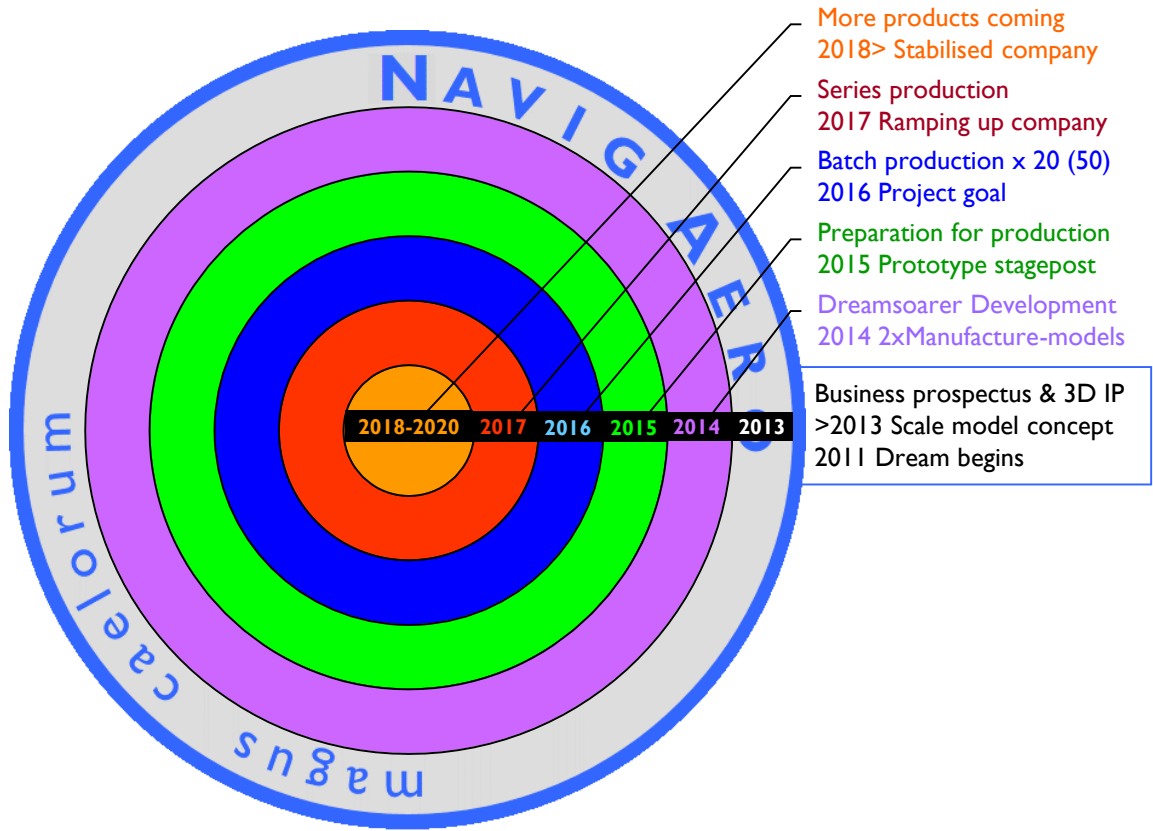 More products coming
2018> Stabilised company
Series production
2017 Ramping up company
Batch production x 20 (50)
2016 Project goal
Preparation for production
2015 Prototype stagepost
Dreamsoarer Development
2014 2xManufacture-models
Business prospectus & 3D IP
>2013 Scale model concept
2011 Dream begins
NAVIG AERO
2018-2020 2017 2016 2015 2014 2013
magus caelorum